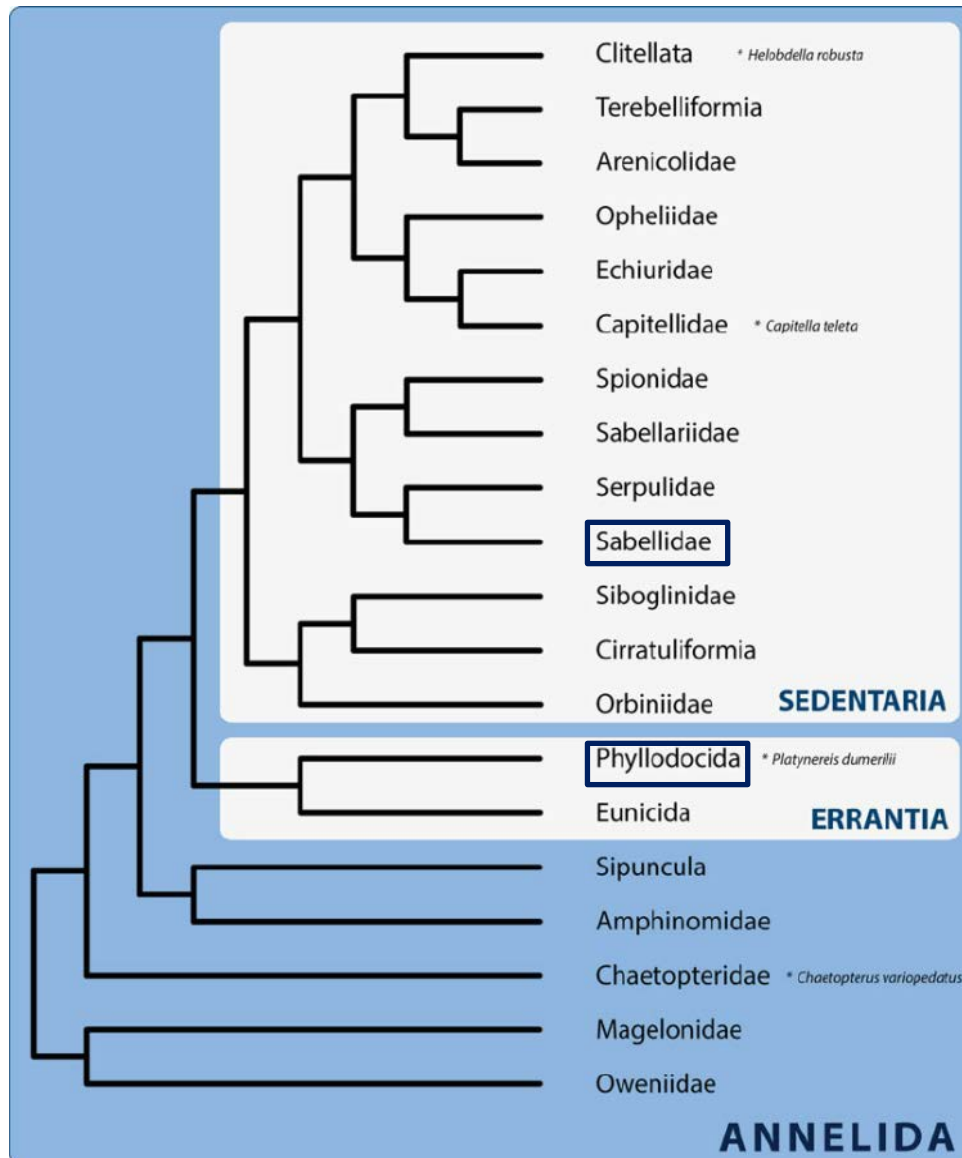 Clitellata * Helobdella robusta
Terebelliformia
Arenicolidae
Opheliidae
Echiuridae
Capitellidae * Capitella teleta
Spionidae
Sabellariidae
Serpulidae
Sabellidae
Siboglinidae
Cirratuliformia
Orbiniidae
SEDENTARIA
Phyllodocida * Platynereis dumerilii
Eunicida
ERRANTIA
Sipuncula
Amphinomidae
Chaetopteridae * Chaetopterus variopedatus
Magelonidae
Oweniidae
ANNELIDA